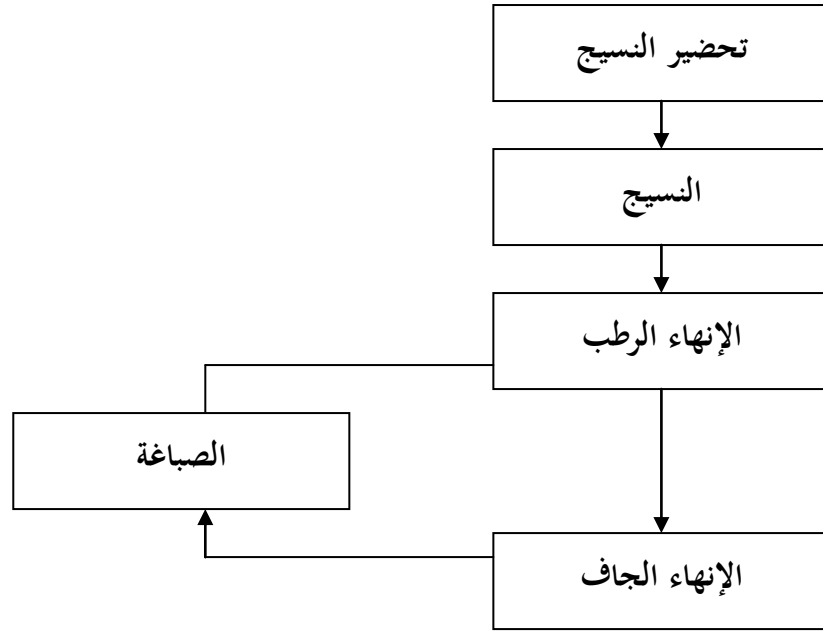 تحضير النسيج
النسيج
الإنهاء الرطب
الصباغة
الإنهاء الجاف